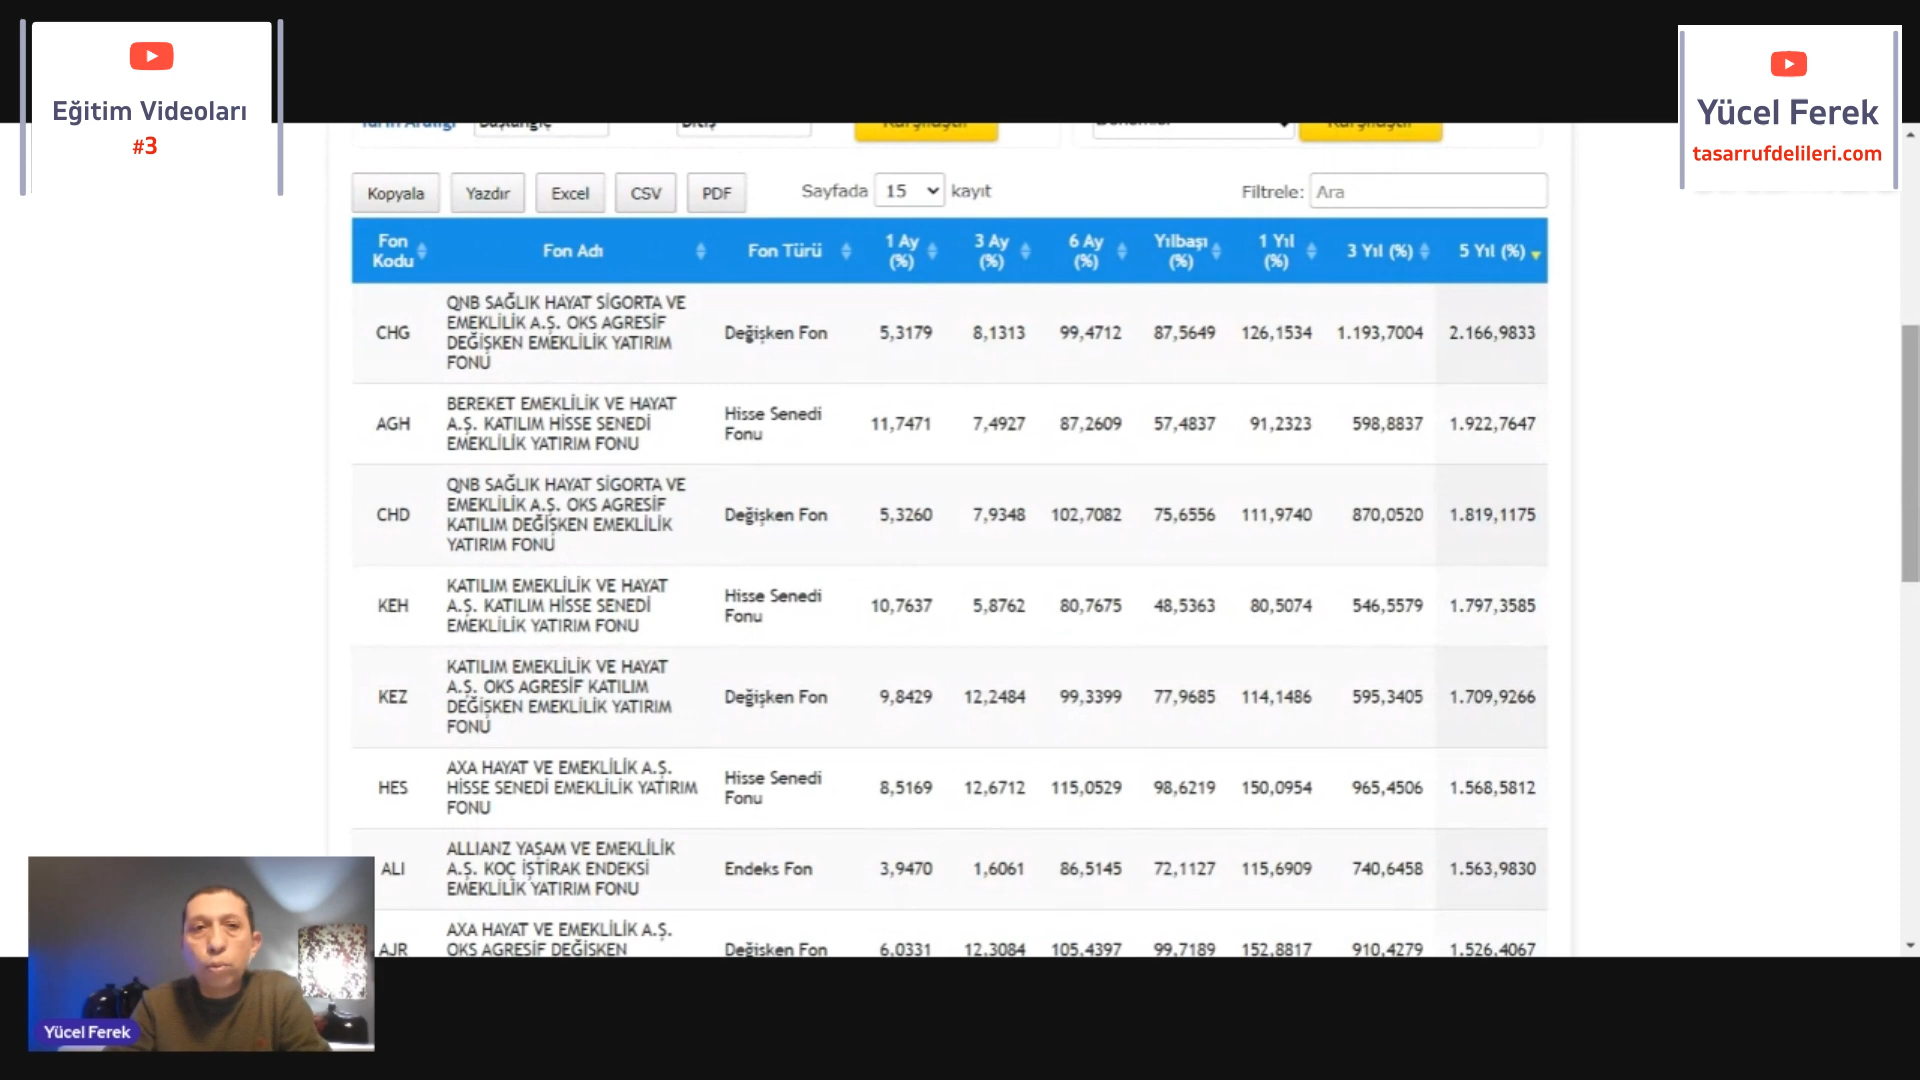 Eğitim Videoları
#3
Yücel Ferek
tasarrufdelileri.com
Tarih Aralığı Başlangıç Bitiş Karşılaştır Karşılaştır
Kopyala Yazdır Excel CSV PDF Sayfada 15 kayıt Filtrele: Ara
Fon Kodu Fon Adı Fon Türü 1 Ay (%) 3 Ay (%) 6 Ay (%) Yılbaşı (%) 1 Yıl (%) 3 Yıl (%) 5 Yıl (%)
QNB SAĞLIK HAYAT SİGORTA VE
EMEKLİLİK A.Ş. OKS AGRESİF
DEĞİŞKEN EMEKLİLİK YATIRIM
FONU
CHG Değişken Fon 5,3179 8,1313 99,4712 87,5649 126,1534 1.193,7004 2.166,9833
BEREKET EMEKLİLİK VE HAYAT
A.Ş. KATILIM HİSSE SENEDİ
EMEKLİLİK YATIRIM FONU
AGH Hisse Senedi Fonu 11,7471 7,4927 87,2609 57,4837 91,2323 598,8837 1.922,7647
QNB SAĞLIK HAYAT SİGORTA VE
EMEKLİLİK A.Ş. OKS AGRESİF
KATILIM DEĞİŞKEN EMEKLİLİK
YATIRIM FONU
CHD Değişken Fon 5,3260 7,9348 102,7082 75,6556 111,9740 870,0520 1.819,1175
KATILIM EMEKLİLİK VE HAYAT
A.Ş. KATILIM HİSSE SENEDİ
EMEKLİLİK YATIRIM FONU
KEH Hisse Senedi Fonu 10,7637 5,8762 80,7675 48,5363 80,5074 546,5579 1.797,3585
KATILIM EMEKLİLİK VE HAYAT
A.Ş. OKS AGRESİF KATILIM
DEĞİŞKEN EMEKLİLİK YATIRIM
FONU
KEZ Değişken Fon 9,8429 12,2484 99,3399 77,9685 114,1486 595,3405 1.709,9266
AXA HAYAT VE EMEKLİLİK A.Ş.
HİSSE SENEDİ EMEKLİLİK YATIRIM
FONU
HES Hisse Senedi Fonu 8,5169 12,6712 115,0529 98,6219 150,0954 965,4506 1.568,5812
ALLIANZ YAŞAM VE EMEKLİLİK
A.Ş. KOÇ İŞTİRAK ENDEKSİ
EMEKLİLİK YATIRIM FONU
ALI Endeks Fon 3,9470 1,6061 86,5145 72,1127 115,6909 740,6458 1.563,9830
AXA HAYAT VE EMEKLİLİK A.Ş.
OKS AGRESİF DEĞİŞKEN
AJR Değişken Fon 6,0331 12,3084 105,4397 99,7189 152,8817 910,4279 1.526,4067
Yücel Ferek